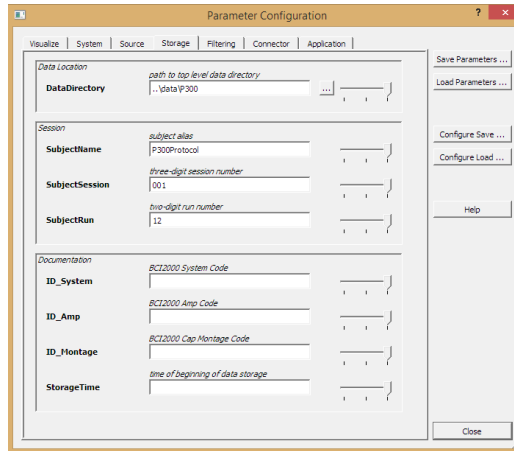 Parameter Configuration
? ×
Visualize System Source Storage Filtering Connector Application
Save Parameters ...
Load Parameters ...
Configure Save ...
Configure Load ...
Help
Data Location
path to top level data directory
DataDirectory ..\data\P300 ...
Session
subject alias
SubjectName P300Protocol
three-digit session number
SubjectSession 001
two-digit run number
SubjectRun 12
Documentation
BCI2000 System Code
ID_System
BCI2000 Amp Code
ID_Amp
BCI2000 Cap Montage Code
ID_Montage
time of beginning of data storage
StorageTime
Close